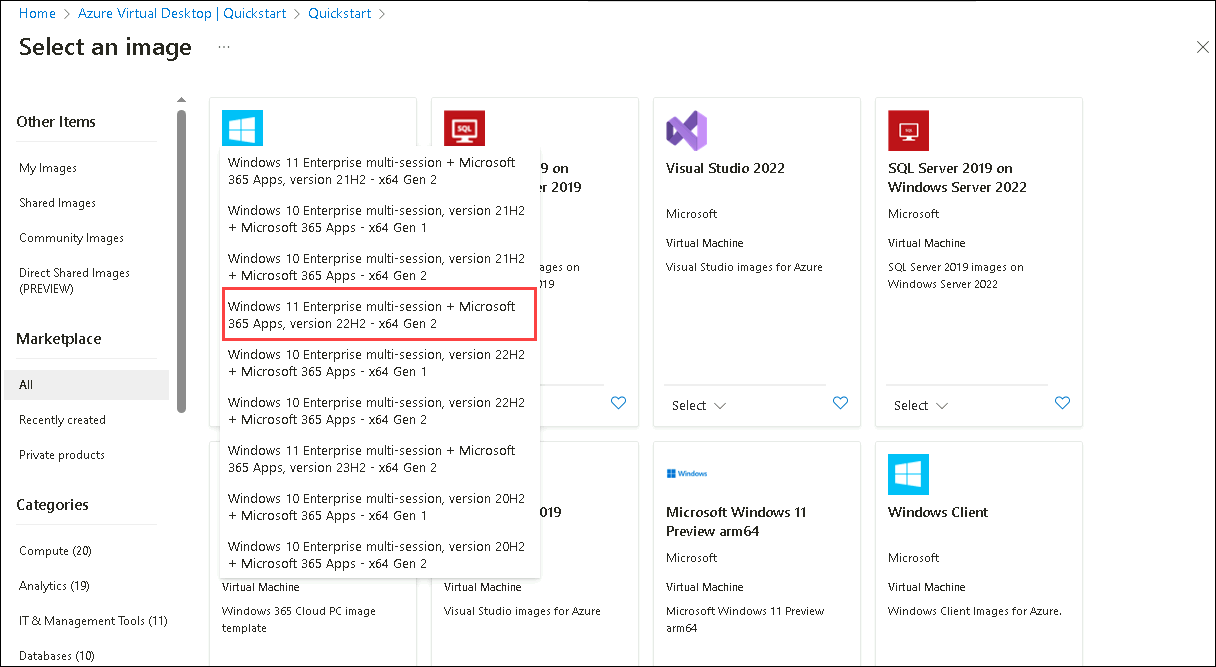 Home > Azure Virtual Desktop | Quickstart > Quickstart >
Select an image ...
Other Items
My Images
Shared Images
Community Images
Direct Shared Images
(PREVIEW)
Marketplace
All
Recently created
Private products
Categories
Compute (20)
Analytics (19)
IT & Management Tools (11)
Databases (10)
Windows 11 Enterprise multi-session + Microsoft
365 Apps, version 21H2 - x64 Gen 2
Windows 10 Enterprise multi-session, version 21H2
+ Microsoft 365 Apps - x64 Gen 1
Windows 10 Enterprise multi-session, version 21H2
+ Microsoft 365 Apps - x64 Gen 2
Windows 11 Enterprise multi-session + Microsoft
365 Apps, version 22H2 - x64 Gen 2
Windows 10 Enterprise multi-session, version 22H2
+ Microsoft 365 Apps - x64 Gen 1
Windows 10 Enterprise multi-session, version 22H2
+ Microsoft 365 Apps - x64 Gen 2
Windows 11 Enterprise multi-session + Microsoft
365 Apps, version 23H2 - x64 Gen 2
Windows 10 Enterprise multi-session, version 20H2
+ Microsoft 365 Apps - x64 Gen 1
Windows 10 Enterprise multi-session, version 20H2
+ Microsoft 365 Apps - x64 Gen 2
SQL
9 on
er 2019
ages on
019
Visual Studio 2022
Microsoft
Virtual Machine
Visual Studio images for Azure
Select
SQL
SQL Server 2019 on
Windows Server 2022
Microsoft
Virtual Machine
SQL Server 2019 images on
Windows Server 2022
Select
Virtual Machine
Windows 365 Cloud PC image
template
019
Virtual Machine
Visual Studio images for Azure
Windows
Microsoft Windows 11
Preview arm64
Microsoft
Virtual Machine
Microsoft Windows 11 Preview
arm64
Windows Client
Microsoft
Virtual Machine
Windows Client Images for Azure.